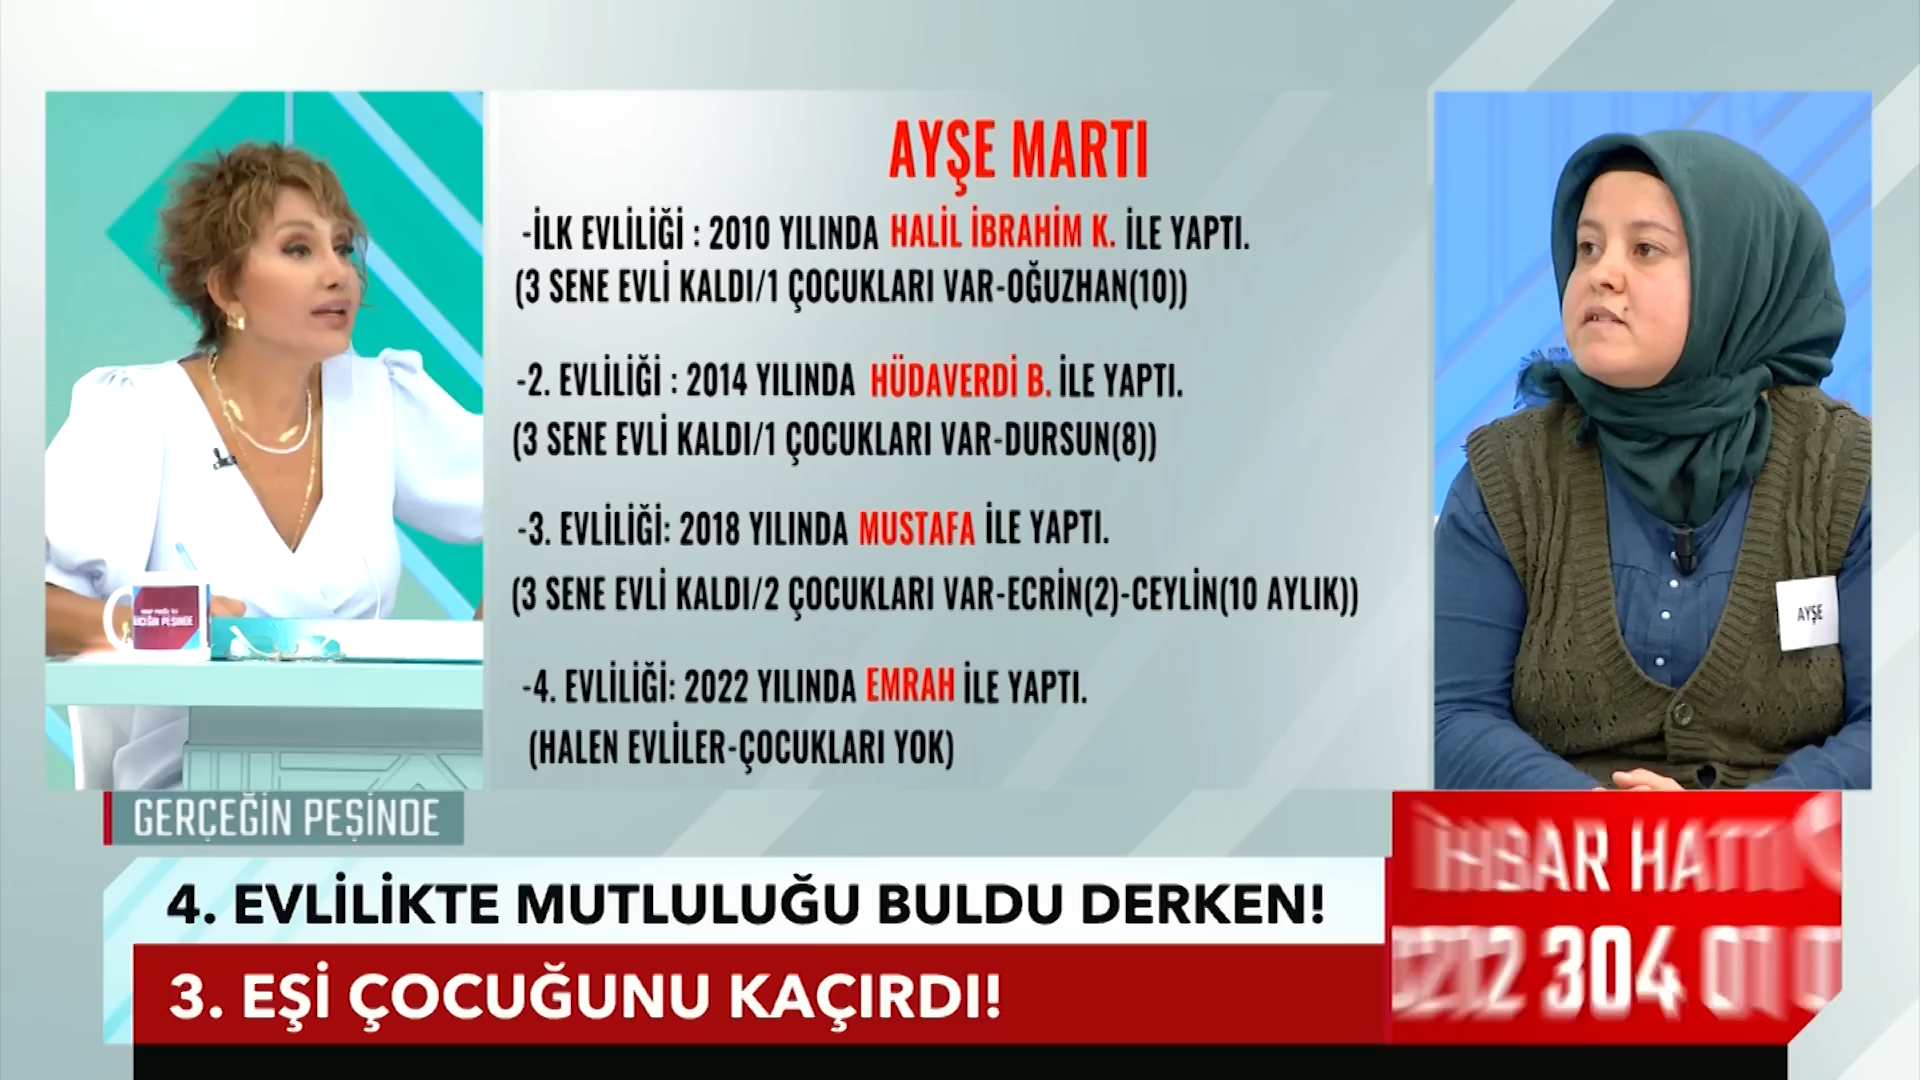 AYŞE MARTI
-İLK EVLİLİĞİ : 2010 YILINDA HALİL İBRAHİM K. İLE YAPTI.
(3 SENE EVLİ KALDI/1 ÇOCUKLARI VAR-OĞUZHAN(10))
-2. EVLİLİĞİ : 2014 YILINDA HÜDAVERDİ B. İLE YAPTI.
(3 SENE EVLİ KALDI/1 ÇOCUKLARI VAR-DURSUN(8))
-3. EVLİLİĞİ: 2018 YILINDA MUSTAFA İLE YAPTI.
(3 SENE EVLİ KALDI/2 ÇOCUKLARI VAR-ECRİN(2)-CEYLİN(10 AYLIK))
-4. EVLİLİĞİ: 2022 YILINDA EMRAH İLE YAPTI.
(HALEN EVLİLER-ÇOCUKLARI YOK)
AYŞE
GERÇEĞİN PEŞİNDE
4. EVLİLİKTE MUTLULUĞU BULDU DERKEN!
3. EŞİ ÇOCUĞUNU KAÇIRDI!
İHBAR HATTI
0212 304 01 0